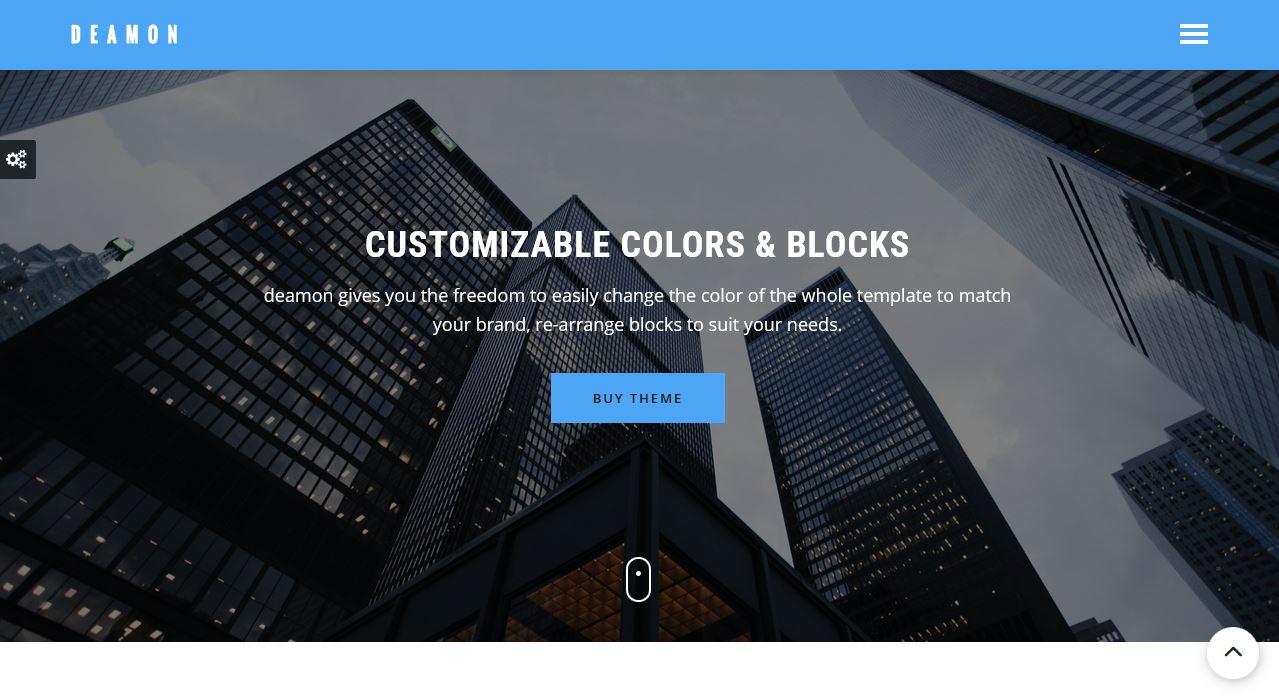 DEAMON
CUSTOMIZABLE COLORS & BLOCKS
deamon gives you the freedom to easily change the color of the whole template to match
your brand, re-arrange blocks to suit your needs.
BUY THEME